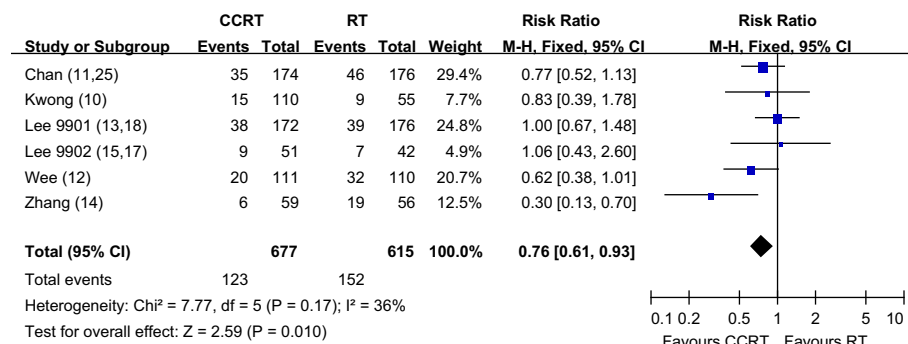 CCRT RT Risk Ratio Risk Ratio
Study or Subgroup Events Total Events Total Weight M-H, Fixed, 95% CI M-H, Fixed, 95% CI
Chan (11,25) 35 174 46 176 29.4% 0.77 [0.52, 1.13]
Kwong (10) 15 110 9 55 7.7% 0.83 [0.39, 1.78]
Lee 9901 (13,18) 38 172 39 176 24.8% 1.00 [0.67, 1.48]
Lee 9902 (15,17) 9 51 7 42 4.9% 1.06 [0.43, 2.60]
Wee (12) 20 111 32 110 20.7% 0.62 [0.38, 1.01]
Zhang (14) 6 59 19 56 12.5% 0.30 [0.13, 0.70]
Total (95% CI) 677 615 100.0% 0.76 [0.61, 0.93]
Total events 123 152
Heterogeneity: Chi² = 7.77, df = 5 (P = 0.17); I² = 36%
Test for overall effect: Z = 2.59 (P = 0.010)
0.1 0.2 0.5 1 2 5 10
Favours CCRT Favours RT